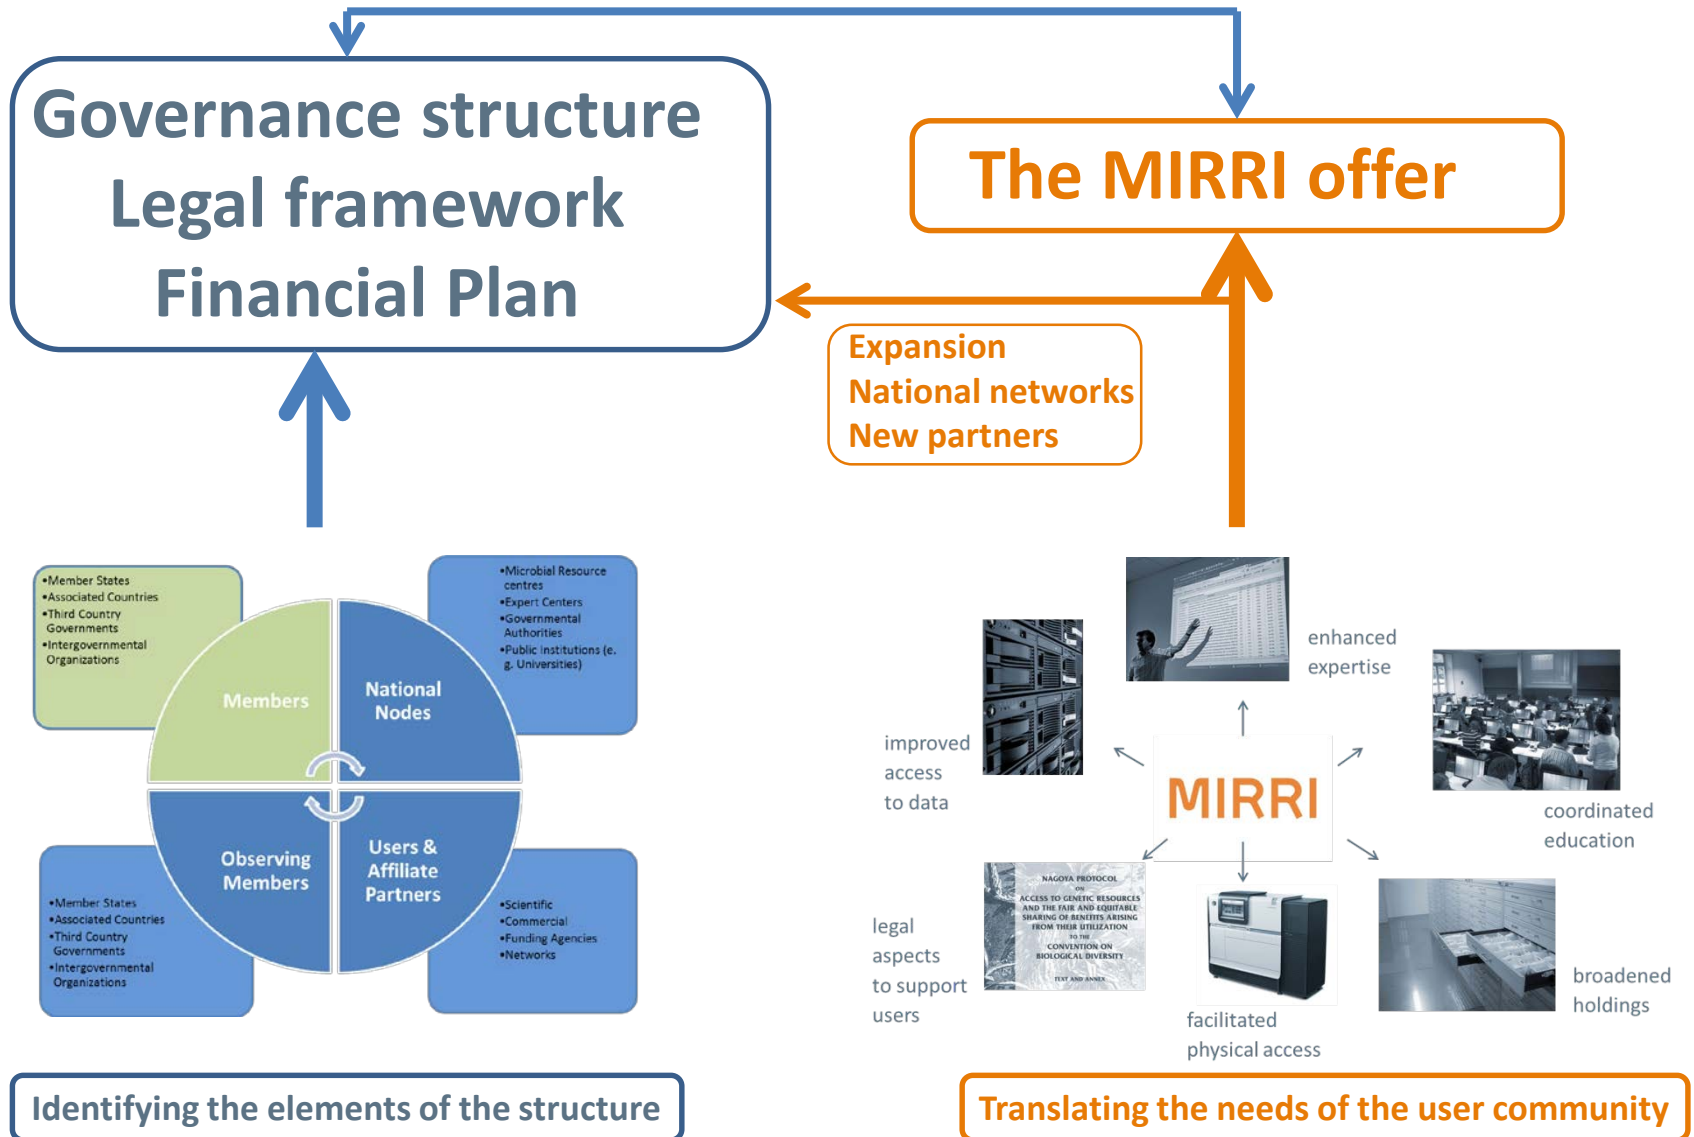 Governance structure
Legal framework
Financial Plan
The MIRRI offer
Expansion
National networks
New partners
•Member States
•Associated Countries
•Third Country
Governments
•Intergovernmental
Organizations
•Microbial Resource
centres
•Expert Centers
•Governmental
Authorities
•Public Institutions (e.
g. Universities)
Members
National
Nodes
Observing
Members
Users &
Affiliate
Partners
•Member States
•Associated Countries
•Third Country
Governments
•Intergovernmental
Organizations
•Scientific
•Commercial
•Funding Agencies
•Networks
enhanced
expertise
improved
access
to data
MIRRI
coordinated
education
legal
aspects
to support
users
NAGOYA PROTOCOL
ON
ACCESS TO GENETIC RESOURCES
AND THE FAIR AND EQUITABLE
SHARING OF BENEFITS ARISING
FROM THEIR UTILIZATION
TO THE
CONVENTION ON
BIOLOGICAL DIVERSITY
TEXT AND ANNEX
facilitated
physical access
broadened
holdings
Identifying the elements of the structure
Translating the needs of the user community